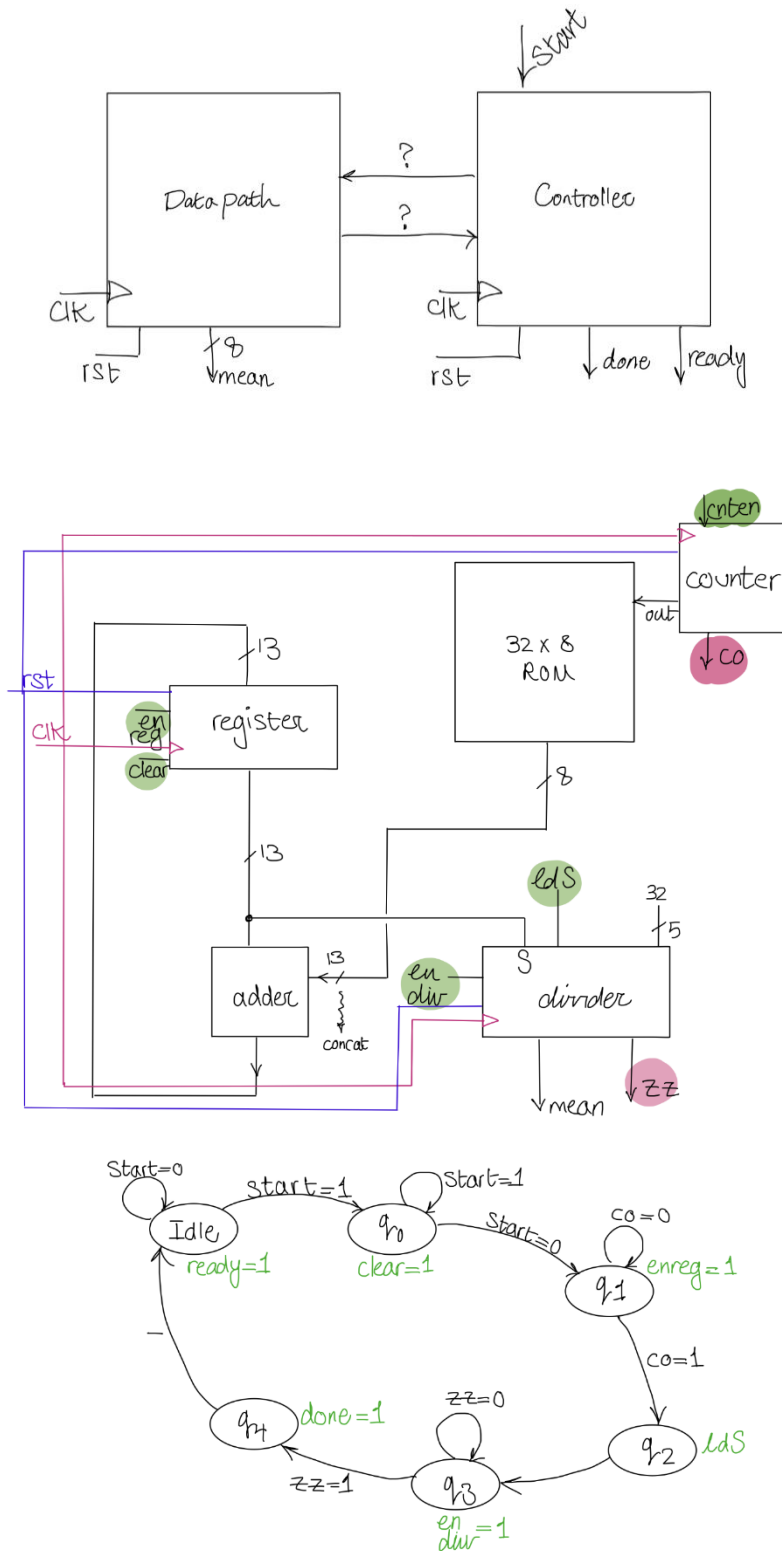 Start
?
Data path
Controller
?
Clk
Clk
rst
8
mean
rst
done
ready
cnten
counter
out
co
32 x 8
ROM
13
rst
en
reg
register
Clk
clear
8
13
ldS
32
5
S
13
en
div
adder
divider
concat
mean
ZZ
Start=0
Start=1
Start=1
Idle
q0
Start=0
co=0
ready=1
clear=1
enreg=1
q1
co=1
–
zz=0
done=1
q4
q2
ldS
zz=1
q3
en
div=1